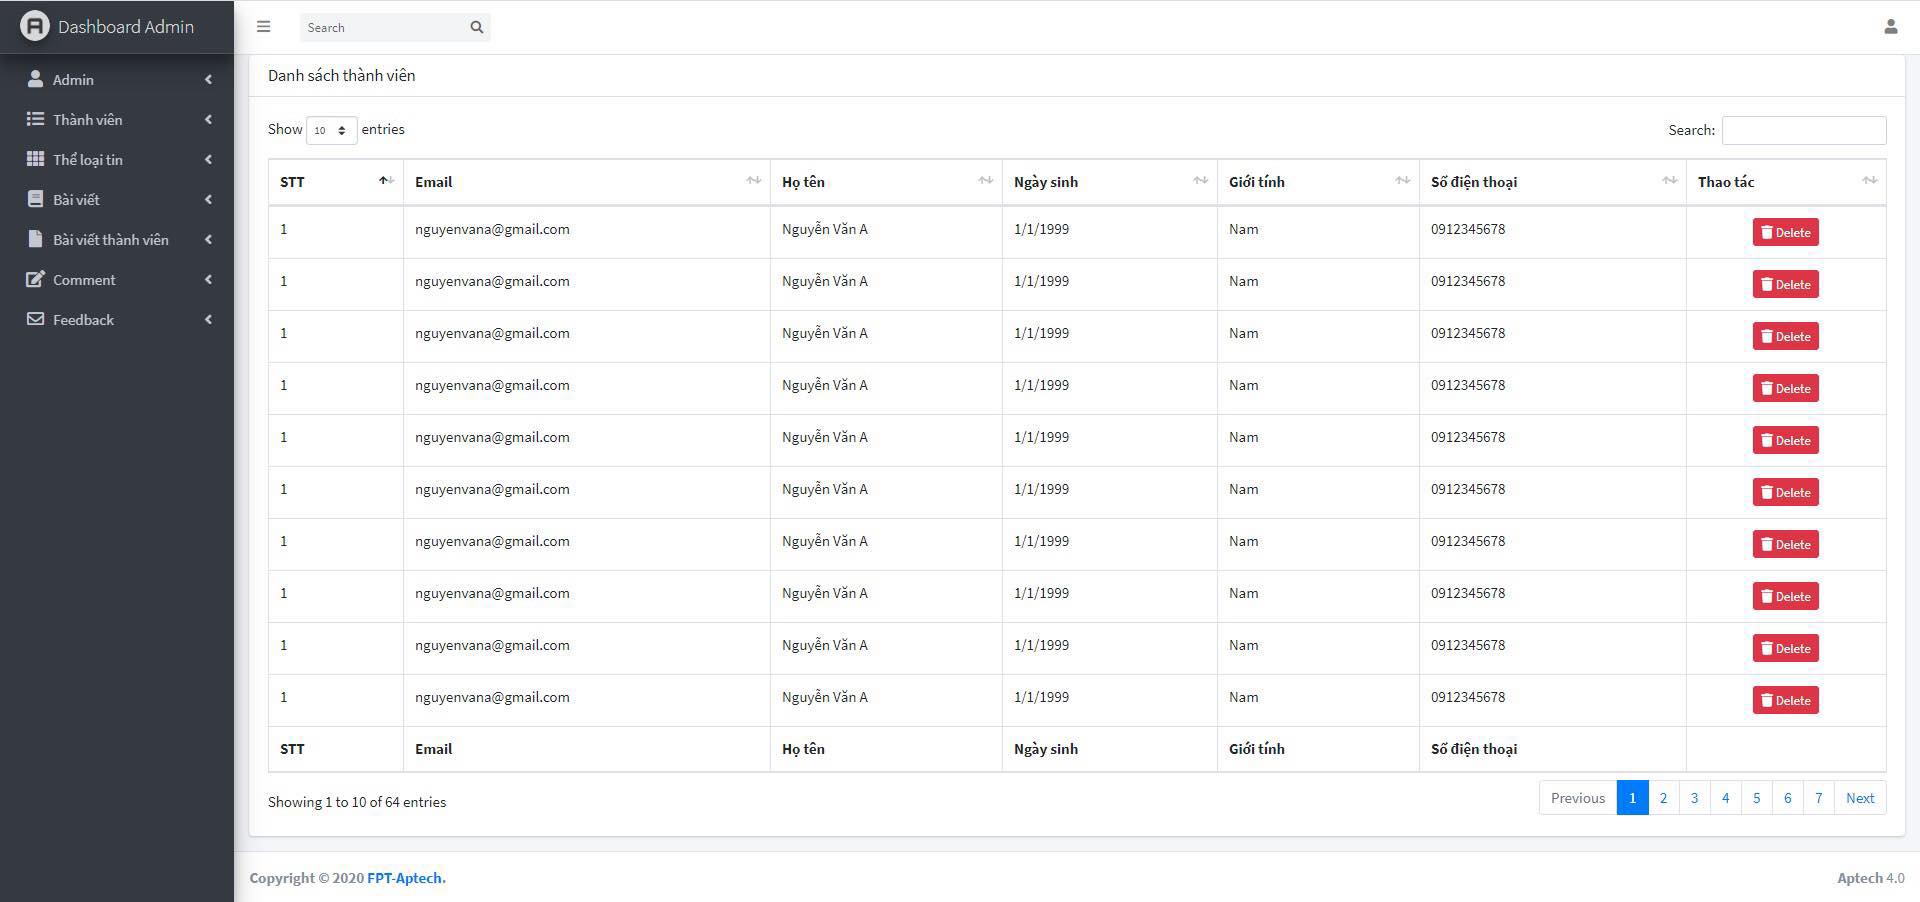 Dashboard Admin
Search
Admin
Thành viên
Thể loại tin
Bài viết
Bài viết thành viên
Comment
Feedback
Danh sách thành viên
Show 10 entries
Search:
STT Email Họ tên Ngày sinh Giới tính Số điện thoại Thao tác
1 nguyenvana@gmail.com Nguyễn Văn A 1/1/1999 Nam 0912345678 Delete
1 nguyenvana@gmail.com Nguyễn Văn A 1/1/1999 Nam 0912345678 Delete
1 nguyenvana@gmail.com Nguyễn Văn A 1/1/1999 Nam 0912345678 Delete
1 nguyenvana@gmail.com Nguyễn Văn A 1/1/1999 Nam 0912345678 Delete
1 nguyenvana@gmail.com Nguyễn Văn A 1/1/1999 Nam 0912345678 Delete
1 nguyenvana@gmail.com Nguyễn Văn A 1/1/1999 Nam 0912345678 Delete
1 nguyenvana@gmail.com Nguyễn Văn A 1/1/1999 Nam 0912345678 Delete
1 nguyenvana@gmail.com Nguyễn Văn A 1/1/1999 Nam 0912345678 Delete
1 nguyenvana@gmail.com Nguyễn Văn A 1/1/1999 Nam 0912345678 Delete
1 nguyenvana@gmail.com Nguyễn Văn A 1/1/1999 Nam 0912345678 Delete
STT Email Họ tên Ngày sinh Giới tính Số điện thoại
Showing 1 to 10 of 64 entries
Previous 1 2 3 4 5 6 7 Next
Copyright © 2020 FPT-Aptech.
Aptech 4.0